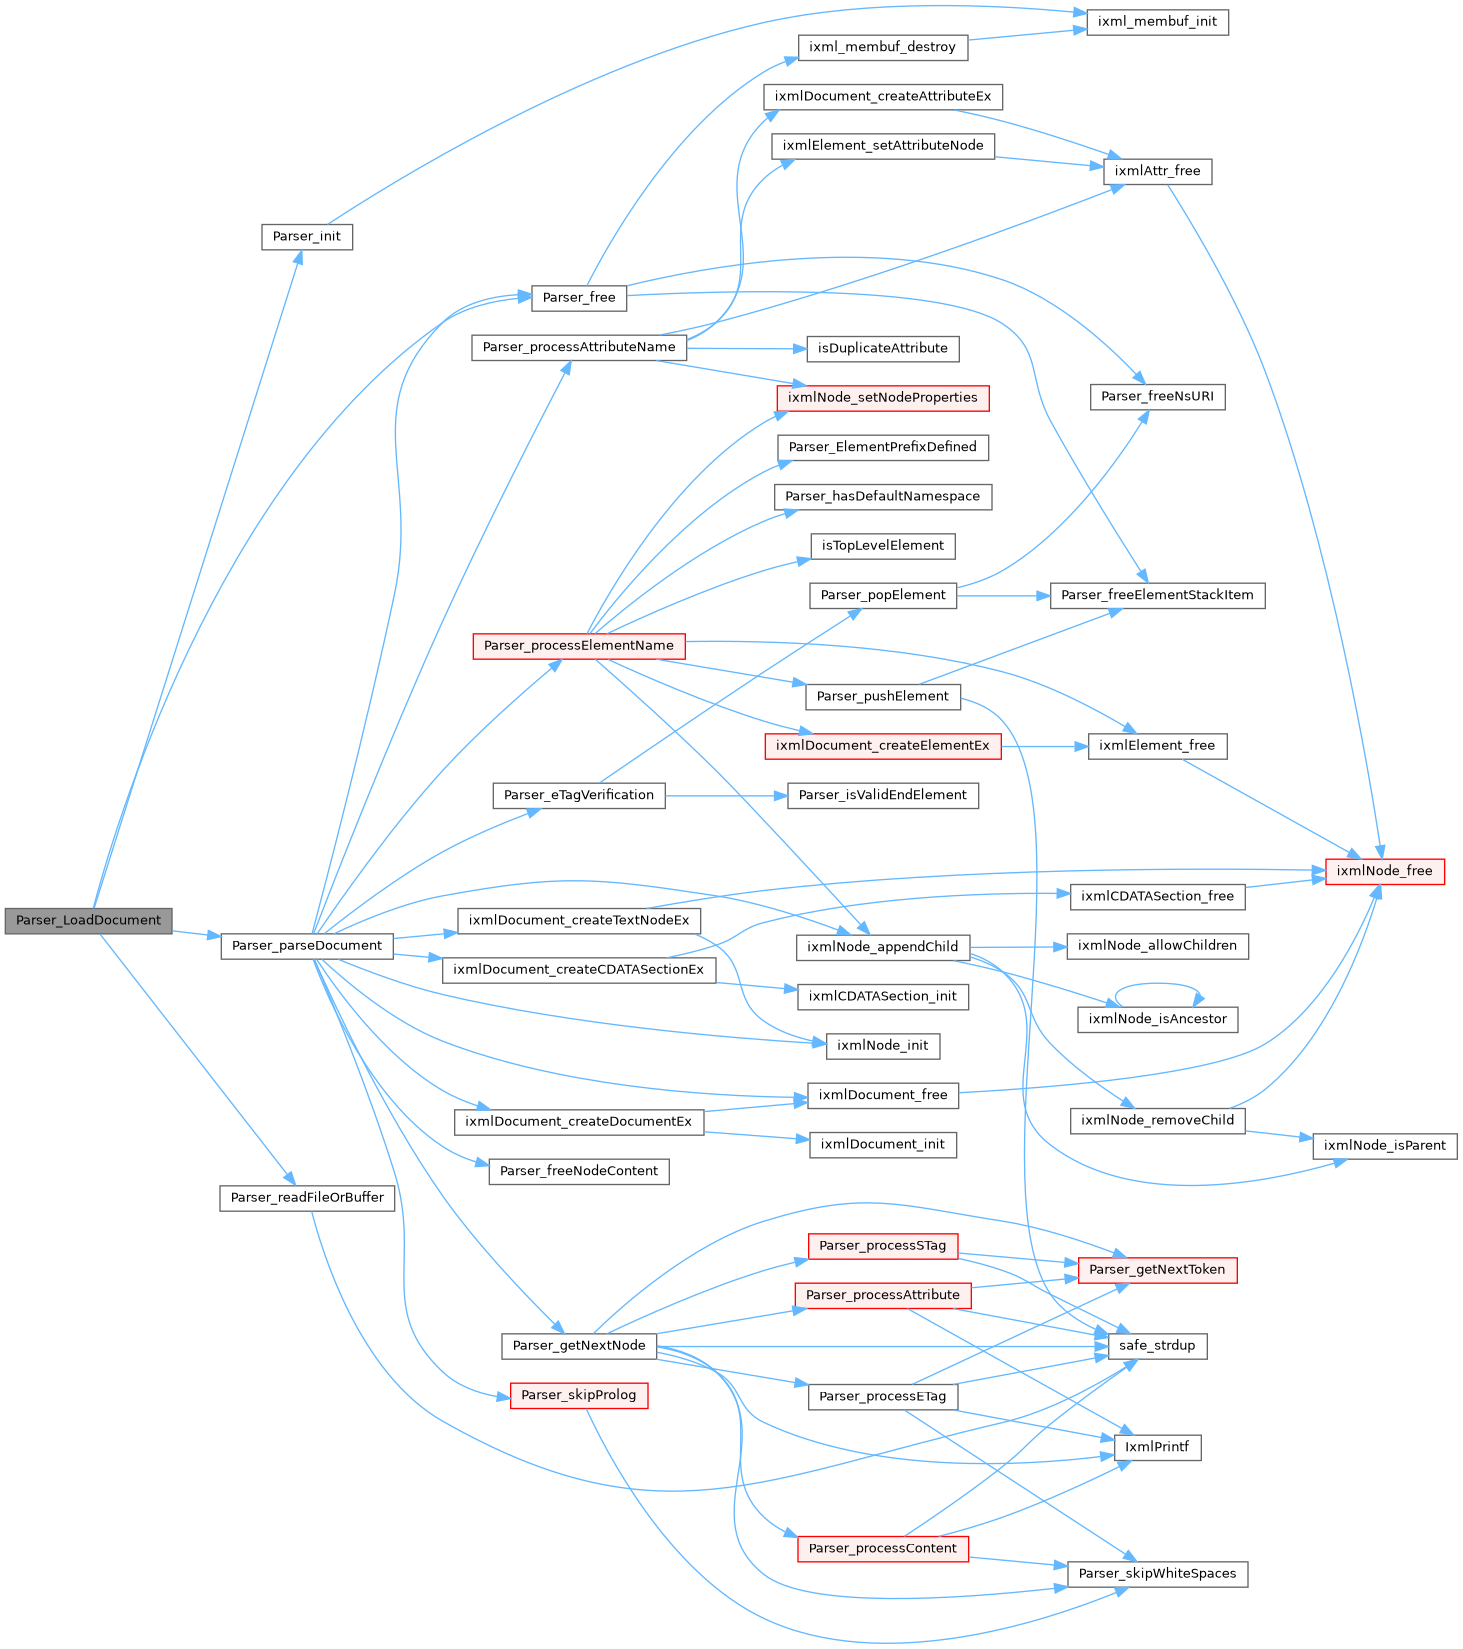 ixml_membuf_init
ixml_membuf_destroy
ixmlDocument_createAttributeEx
ixmlElement_setAttributeNode
ixmlAttr_free
Parser_init
Parser_free
Parser_processAttributeName
isDuplicateAttribute
ixmlNode_setNodeProperties
Parser_freeNsURI
Parser_ElementPrefixDefined
Parser_hasDefaultNamespace
isTopLevelElement
Parser_popElement
Parser_freeElementStackItem
Parser_processElementName
Parser_pushElement
ixmlDocument_createElementEx
ixmlElement_free
Parser_eTagVerification
Parser_isValidEndElement
ixmlNode_free
ixmlCDATASection_free
Parser_LoadDocument
ixmlDocument_createTextNodeEx
Parser_parseDocument
ixmlNode_appendChild
ixmlNode_allowChildren
ixmlDocument_createCDATASectionEx
ixmlCDATASection_init
ixmlNode_isAncestor
ixmlNode_init
ixmlDocument_free
ixmlDocument_createDocumentEx
ixmlNode_removeChild
ixmlDocument_init
ixmlNode_isParent
Parser_freeNodeContent
Parser_readFileOrBuffer
Parser_processSTag
Parser_getNextToken
Parser_processAttribute
Parser_getNextNode
safe_strdup
Parser_skipProlog
Parser_processETag
IxmlPrintf
Parser_processContent
Parser_skipWhiteSpaces